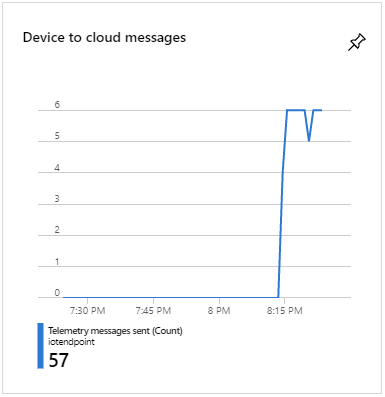 Device to cloud messages
6
5
4
3
2
1
0
7:30 PM 7:45 PM 8 PM 8:15 PM
Telemetry messages sent (Count)
iotendpoint
57